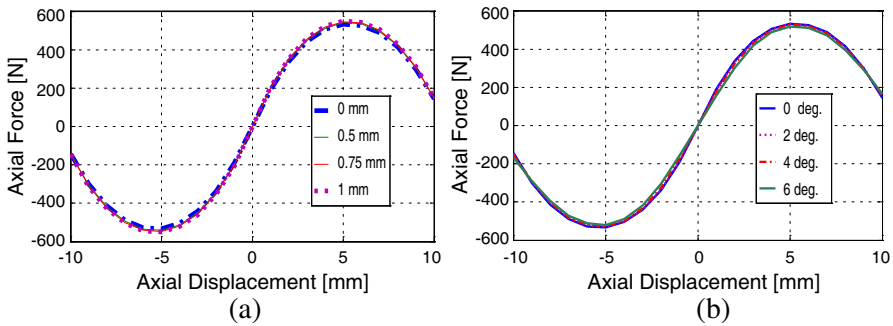 Axial Force [N]
600
400
200
0
-200
-400
-600
0 mm
0.5 mm
0.75 mm
1 mm
-10
-5
0
5
10
Axial Displacement [mm]
(a)
Axial Force [N]
600
400
200
0
-200
-400
-600
0 deg.
2 deg.
4 deg.
6 deg.
-10
-5
0
5
10
Axial Displacement [mm]
(b)